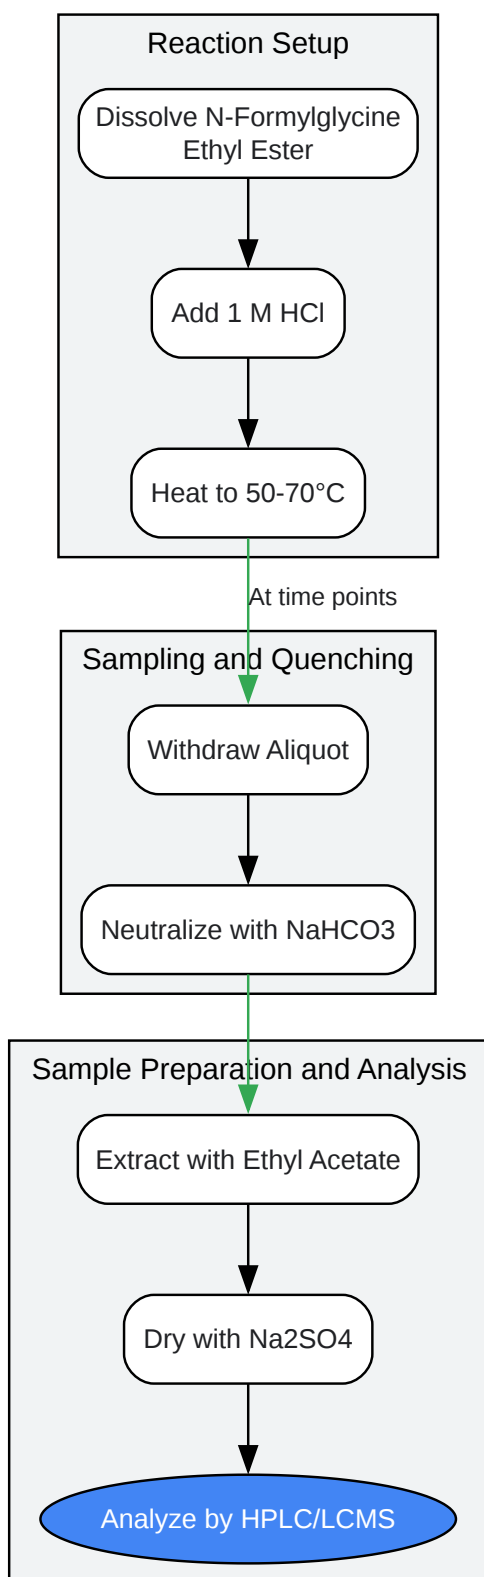 Reaction Setup
Dissolve N-Formylglycine
Ethyl Ester
Add 1 M HCl
Heat to 50-70°C
At time points
Sampling and Quenching
Withdraw Aliquot
Neutralize with NaHCO3
Sample Preparation and Analysis
Extract with Ethyl Acetate
Dry with Na2SO4
Analyze by HPLC/LCMS